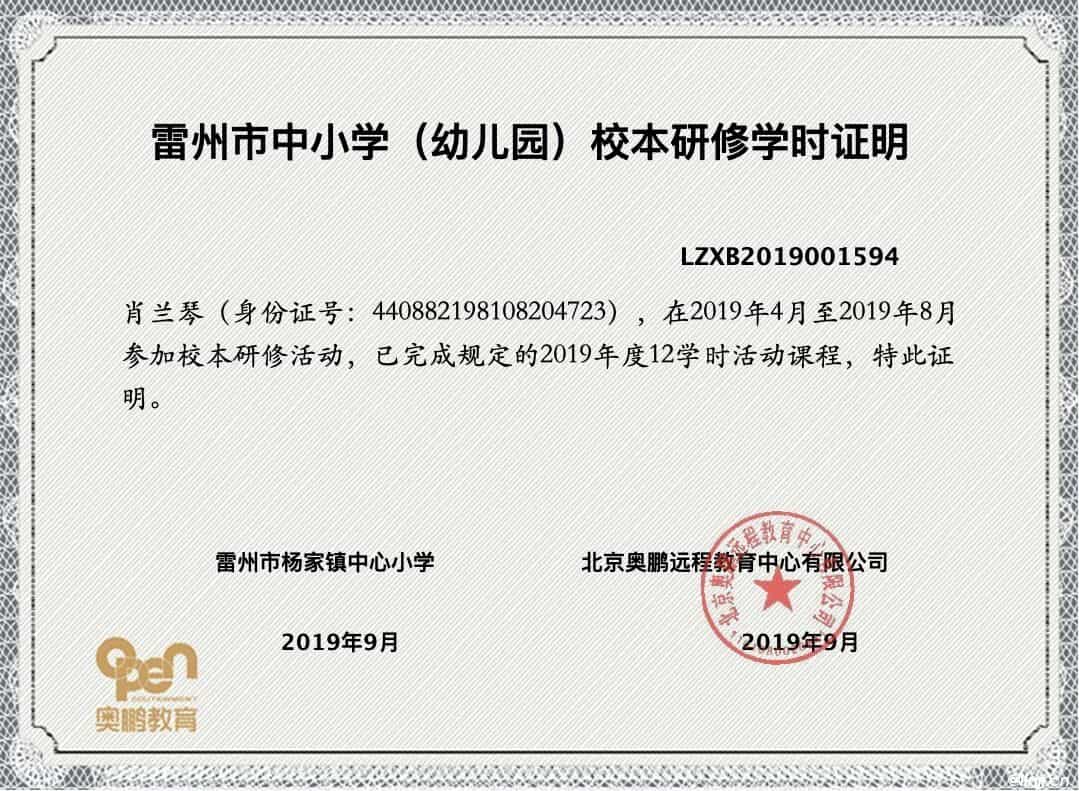 雷州市中小学（幼儿园）校本研修学时证明
LZXB2019001594
肖兰琴（身份证号：440882198108204723），在2019年4月至2019年8月
参加校本研修活动，已完成规定的2019年度12学时活动课程，特此证
明。
雷州市杨家镇中心小学
北京奥鹏远程教育中心有限公司
北京奥鹏远程教育中心有限公司
2019年9月
2019年9月
Open
奥鹏教育